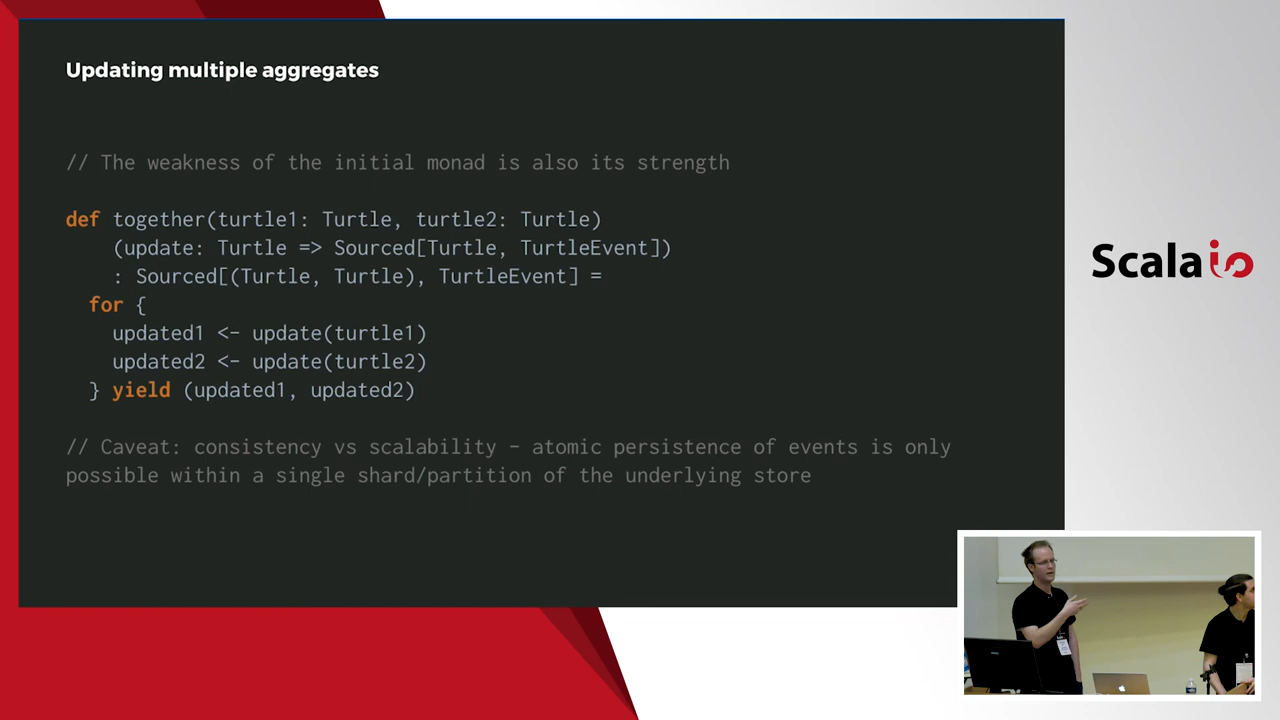 Updating multiple aggregates
// The weakness of the initial monad is also its strength
def together(turtle1: Turtle, turtle2: Turtle)
(update: Turtle => Sourced[Turtle, TurtleEvent])
: Sourced[(Turtle, Turtle), TurtleEvent] =
for {
updated1 <- update(turtle1)
updated2 <- update(turtle2)
} yield (updated1, updated2)
// Caveat: consistency vs scalability – atomic persistence of events is only
possible within a single shard/partition of the underlying store
Scala io